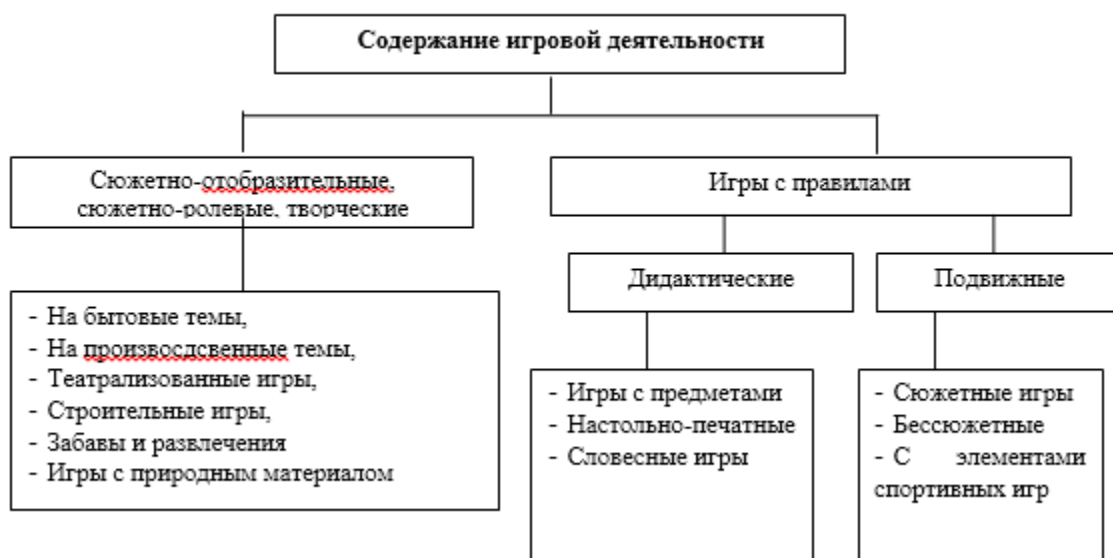 Содержание игровой деятельности
Сюжетно-отобразительные,
сюжетно-ролевые, творческие
Игры с правилами
Дидактические
Подвижные
- На бытовые темы,
- На произвосдсвенные темы,
- Театрализованные игры,
- Строительные игры,
- Забавы и развлечения
- Игры с природным материалом
- Игры с предметами
- Настольно-печатные
- Словесные игры
- Сюжетные игры
- Бессюжетные
- С элементами
спортивных игр